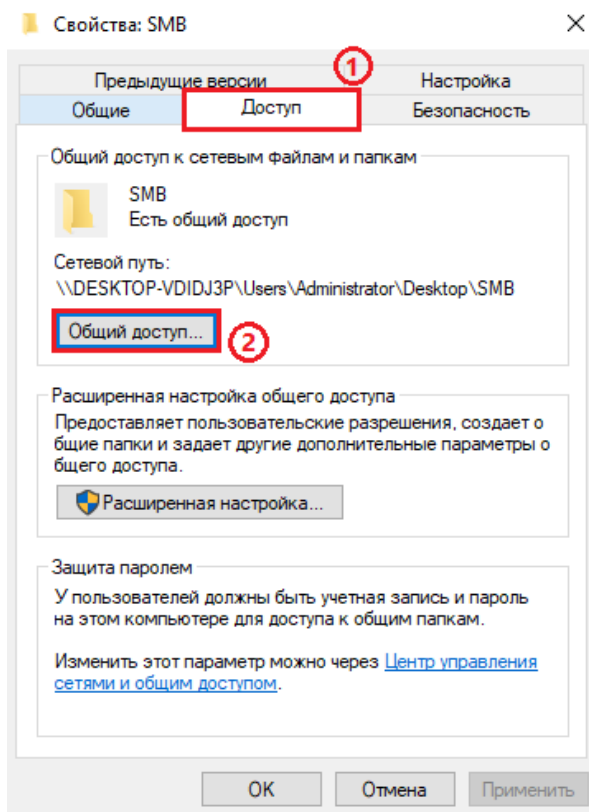 Свойства: SMB
1
Предыдущие версии Настройка
Общие Доступ Безопасность
Общий доступ к сетевым файлам и папкам
SMB
Есть общий доступ
Сетевой путь:
\\DESKTOP-VDIDJ3P\Users\Administrator\Desktop\SMB
Общий доступ...
2
Расширенная настройка общего доступа
Предоставляет пользовательские разрешения, создает о
бщие папки и задает другие дополнительные параметры о
бщего доступа.
Расширенная настройка...
Защита паролем
У пользователей должны быть учетная запись и пароль
на этом компьютере для доступа к общим папкам.
Изменить этот параметр можно через Центр управления
сетями и общим доступом.
OK Отмена Применить